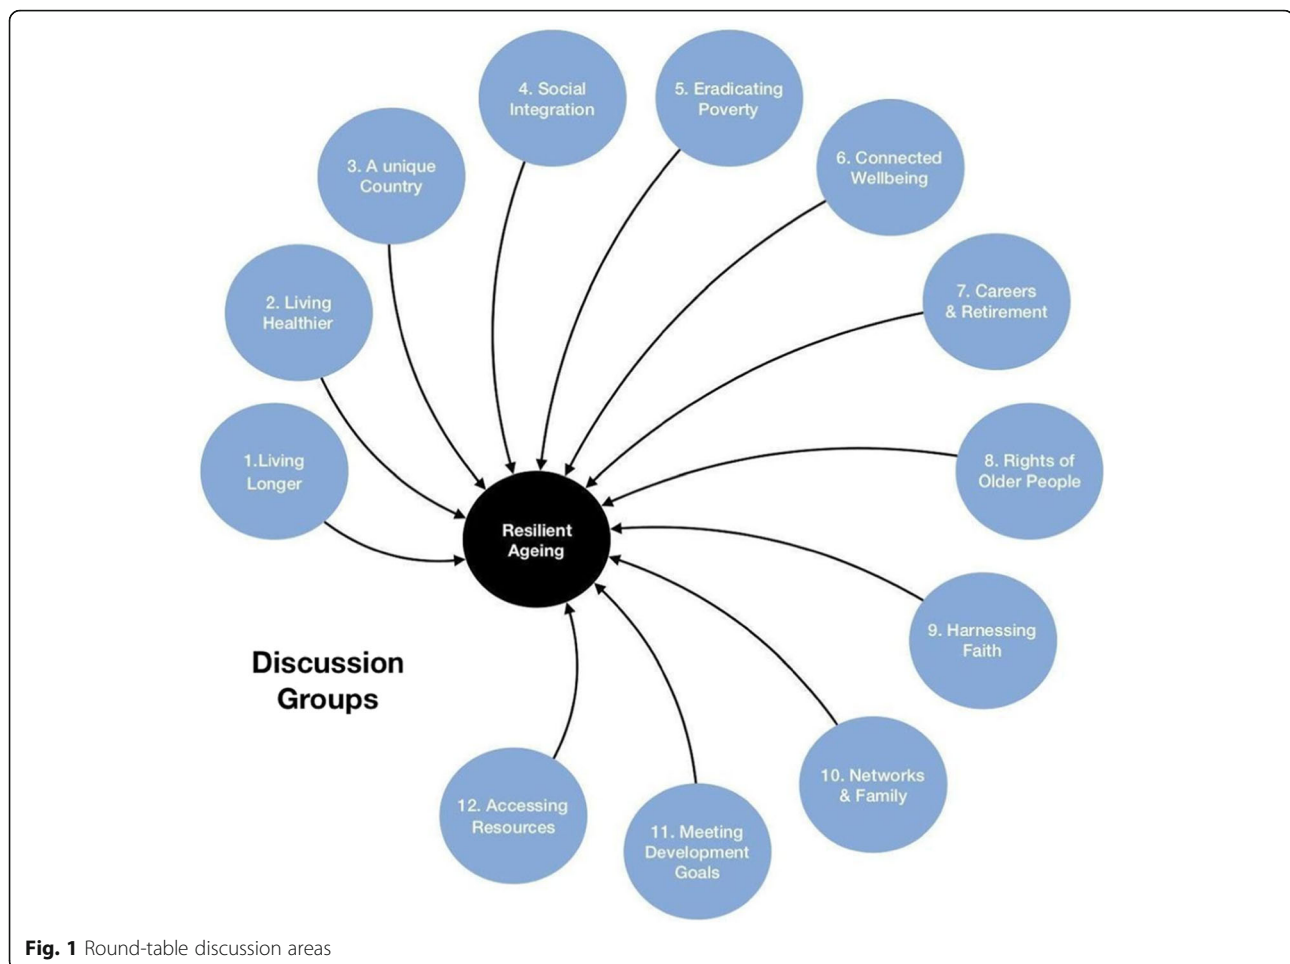 4. Social
Integration
5. Eradicating
Poverty
3. A unique
Country
6. Connected
Wellbeing
2. Living
Healthier
7. Careers
& Retirement
1.Living
Longer
8. Rights of
Older People
Resilient
Ageing
9. Harnessing
Faith
Discussion
Groups
10. Networks
& Family
12. Accessing
Resources
11. Meeting
Development
Goals
Fig. 1 Round-table discussion areas